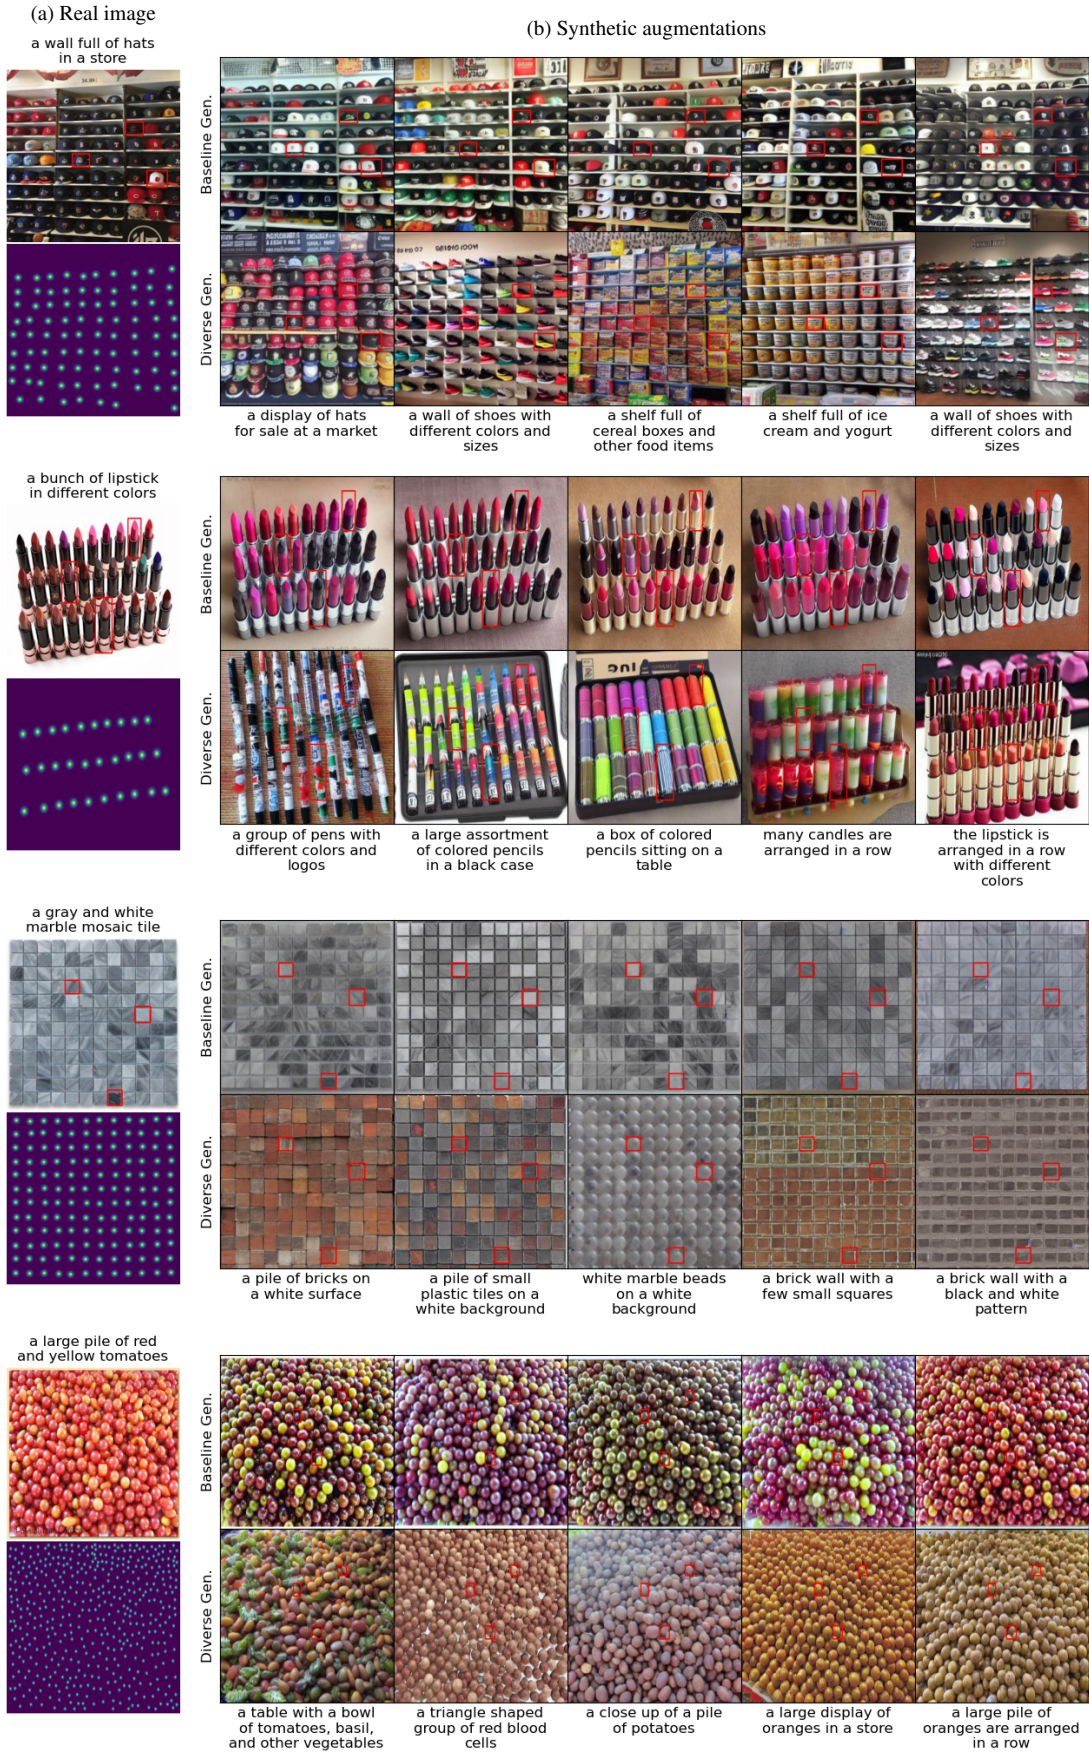 (a) Real image
(b) Synthetic augmentations
a wall full of hats
in a store
Baseline Gen.
Diverse Gen.
a display of hats
for sale at a market
a wall of shoes with
different colors and
sizes
a shelf full of
cereal boxes and
other food items
a shelf full of ice
cream and yogurt
a wall of shoes with
different colors and
sizes
a bunch of lipstick
in different colors
Baseline Gen.
Diverse Gen.
a group of pens with
different colors and
logos
a large assortment
of colored pencils
in a black case
a box of colored
pencils sitting on a
table
many candles are
arranged in a row
the lipstick is
arranged in a row
with different
colors
a gray and white
marble mosaic tile
Baseline Gen.
Diverse Gen.
a pile of bricks on
a white surface
a pile of small
plastic tiles on a
white background
white marble beads
on a white
background
a brick wall with a
few small squares
a brick wall with a
black and white
pattern
a large pile of red
and yellow tomatoes
Baseline Gen.
Diverse Gen.
a table with a bowl
of tomatoes, basil,
and other vegetables
a triangle shaped
group of red blood
cells
a close up of a pile
of potatoes
a large display of
oranges in a store
a large pile of
oranges are arranged
in a row